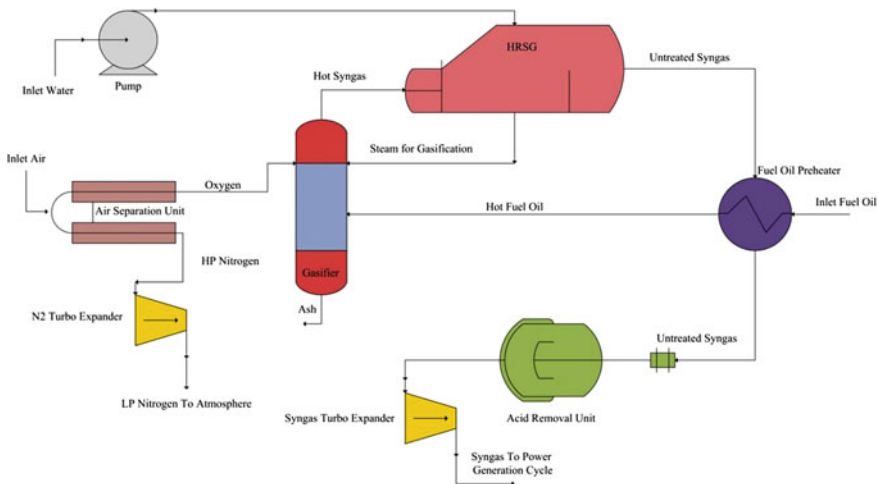 HRSG
Untreated Syngas
Hot Syngas
Inlet Water
Pump
Steam for Gasification
Inlet Air
Oxygen
Fuel Oil Preheater
Air Separation Unit
Hot Fuel Oil
Inlet Fuel Oil
HP Nitrogen
Gasifier
Ash
N2 Turbo Expander
Untreated Syngas
LP Nitrogen To Atmosphere
Syngas Turbo Expander
Acid Removal Unit
Syngas To Power
Generation Cycle